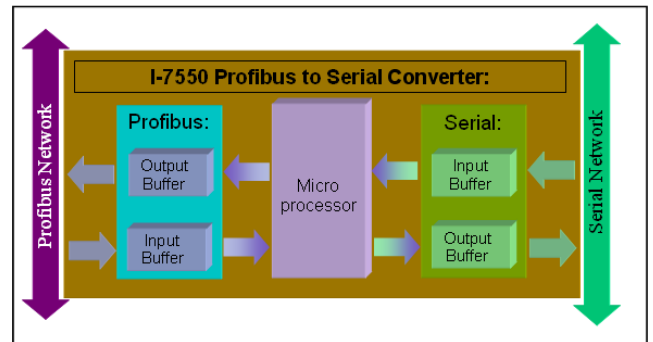 I-7550 Profibus to Serial Converter:
Profibus Network
Profibus:
Output
Buffer
Input
Buffer
Micro
processor
Serial:
Input
Buffer
Output
Buffer
Serial Network